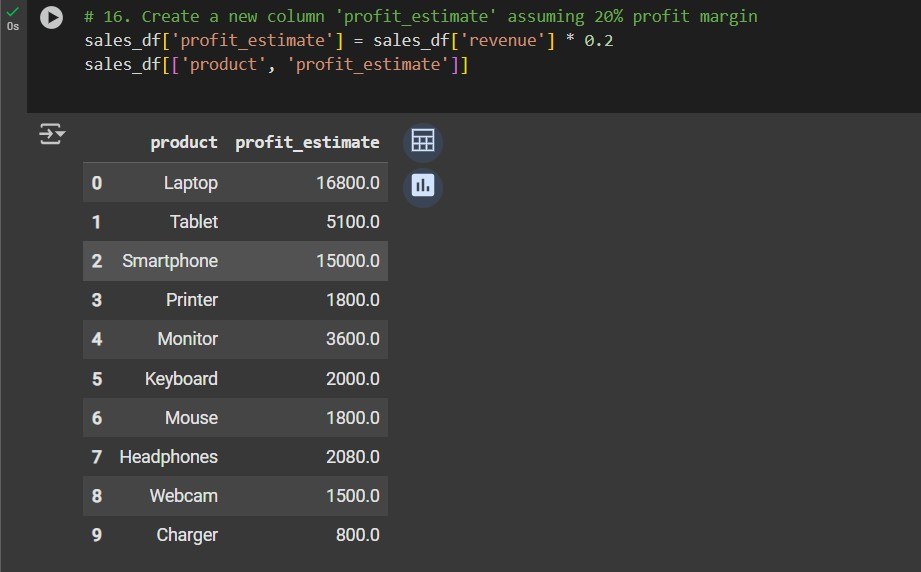 # 16. Create a new column 'profit_estimate' assuming 20% profit margin
0s
sales_df['profit_estimate'] = sales_df['revenue'] * 0.2
sales_df[['product', 'profit_estimate']]
product profit_estimate
0 Laptop 16800.0
1 Tablet 5100.0
2 Smartphone 15000.0
3 Printer 1800.0
4 Monitor 3600.0
5 Keyboard 2000.0
6 Mouse 1800.0
7 Headphones 2080.0
8 Webcam 1500.0
9 Charger 800.0